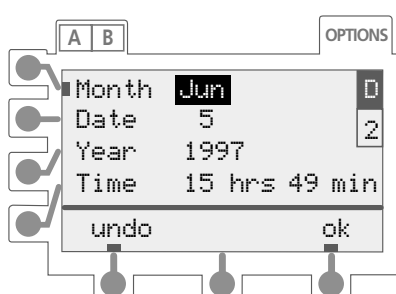 A B OPTIONS
Month Jun D
Date 5 2
Year 1997
Time 15 hrs 49 min
undo ok